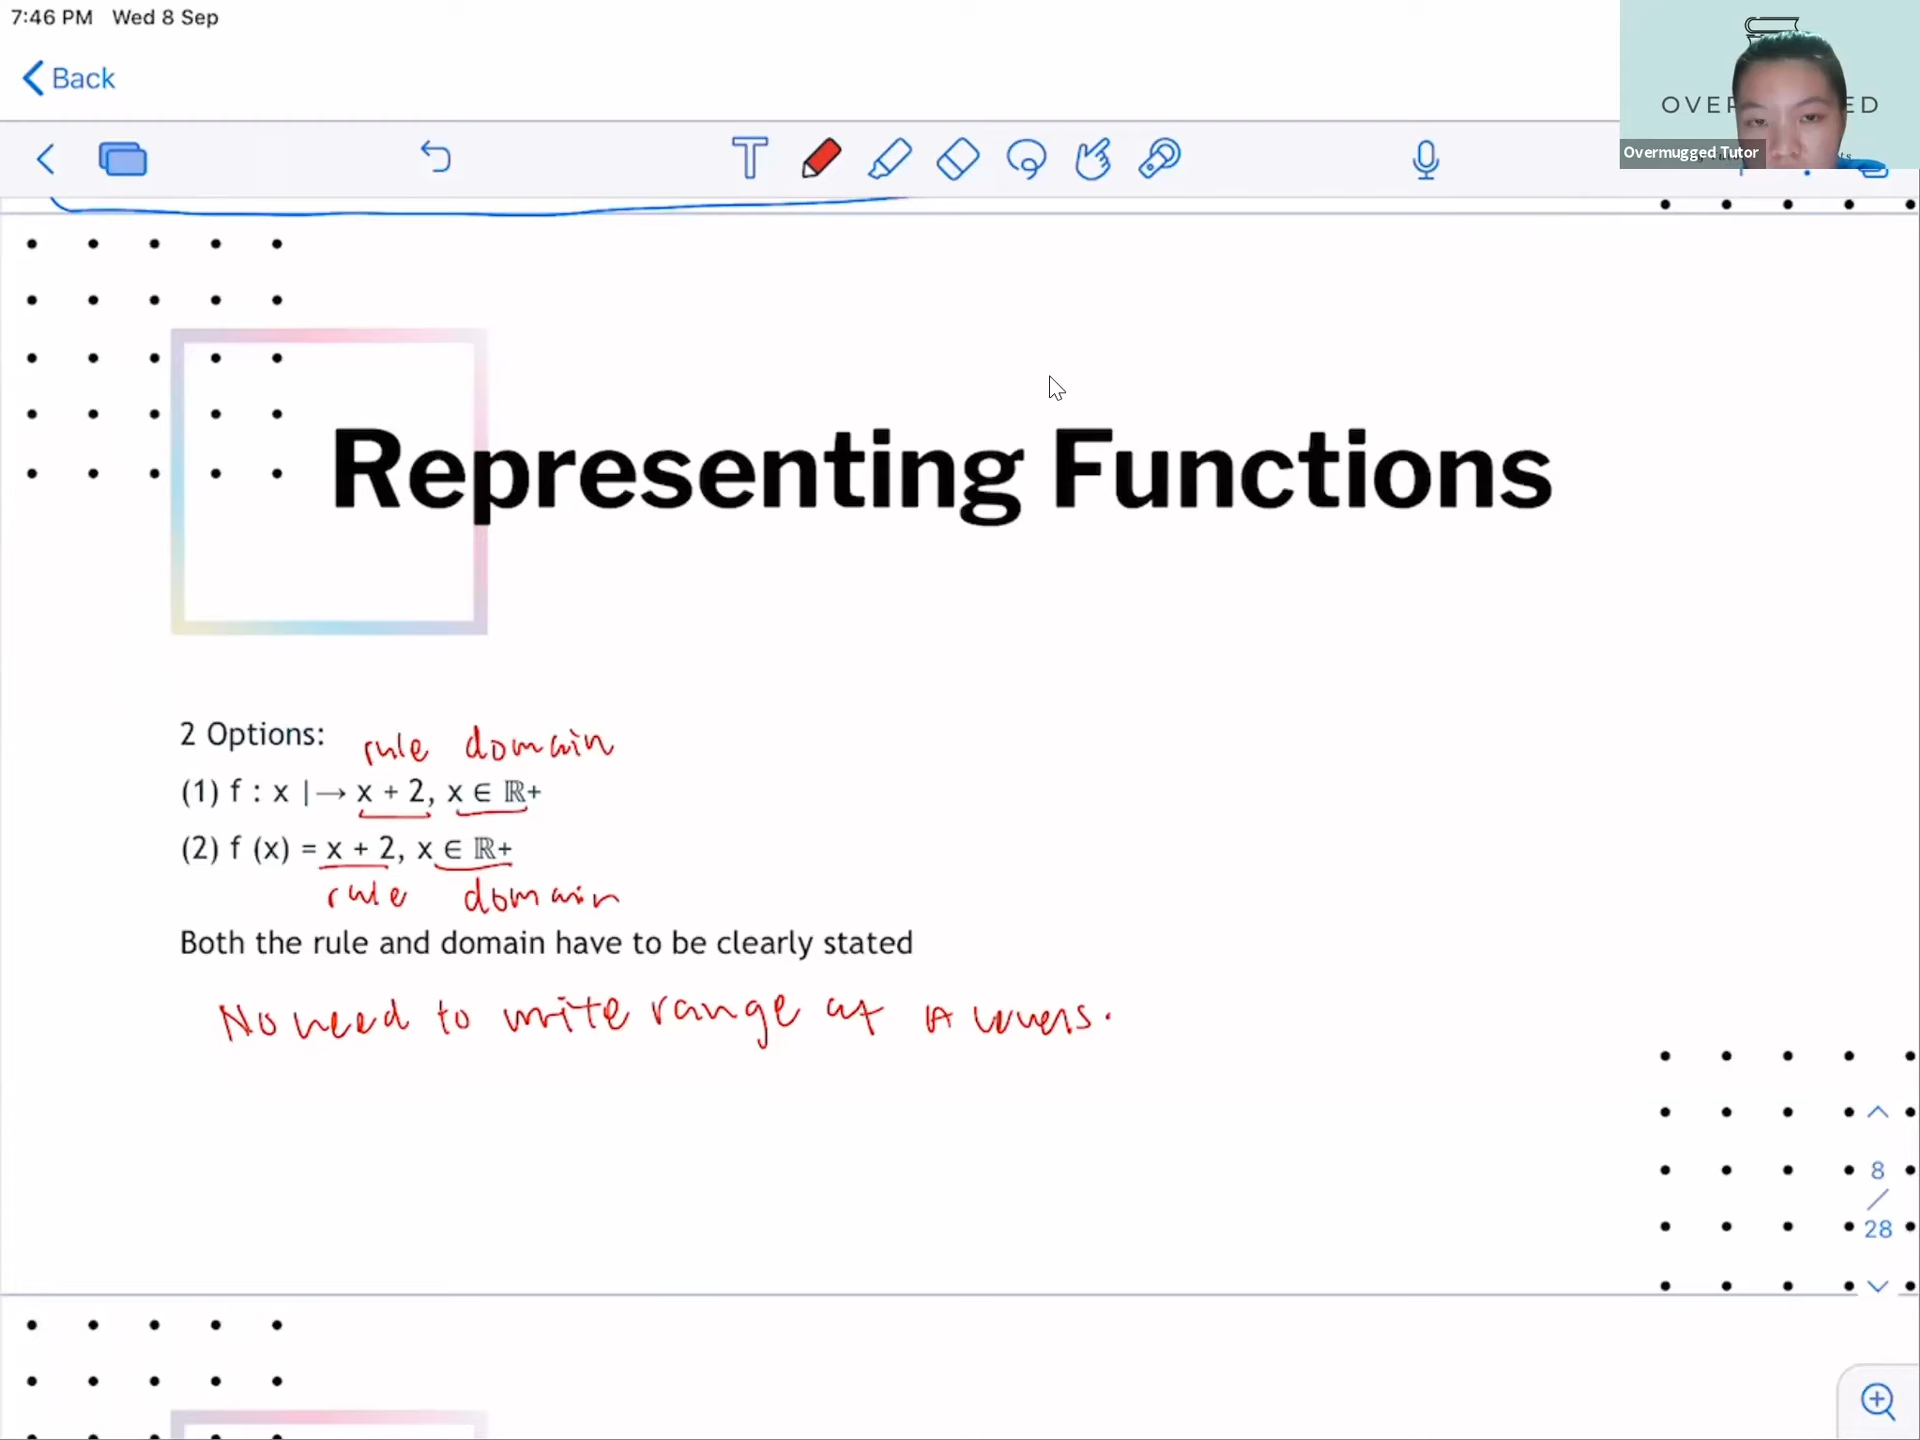 7:46 PM Wed 8 Sep
Back
OVER ED
Overmugged Tutor
Representing Functions
2 Options:
rule domain
(1) f : x |→ x + 2, x ∈ ℝ+
(2) f (x) = x + 2, x ∈ ℝ+
rule domain
Both the rule and domain have to be clearly stated
No need to write range at A levels.
8
/
28